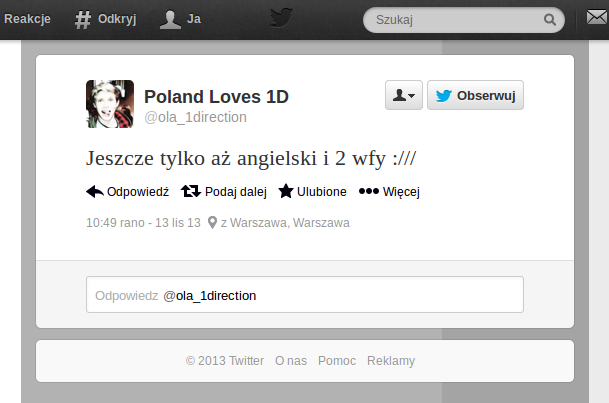 Reakcje # Odkryj Ja Szukaj
Poland Loves 1D
@ola_1direction
Obserwuj
Jeszcze tylko aż angielski i 2 wfy :///
Odpowiedź Podaj dalej Ulubione Więcej
10:49 rano - 13 lis 13 z Warszawa, Warszawa
Odpowiedz @ola_1direction
© 2013 Twitter O nas Pomoc Reklamy